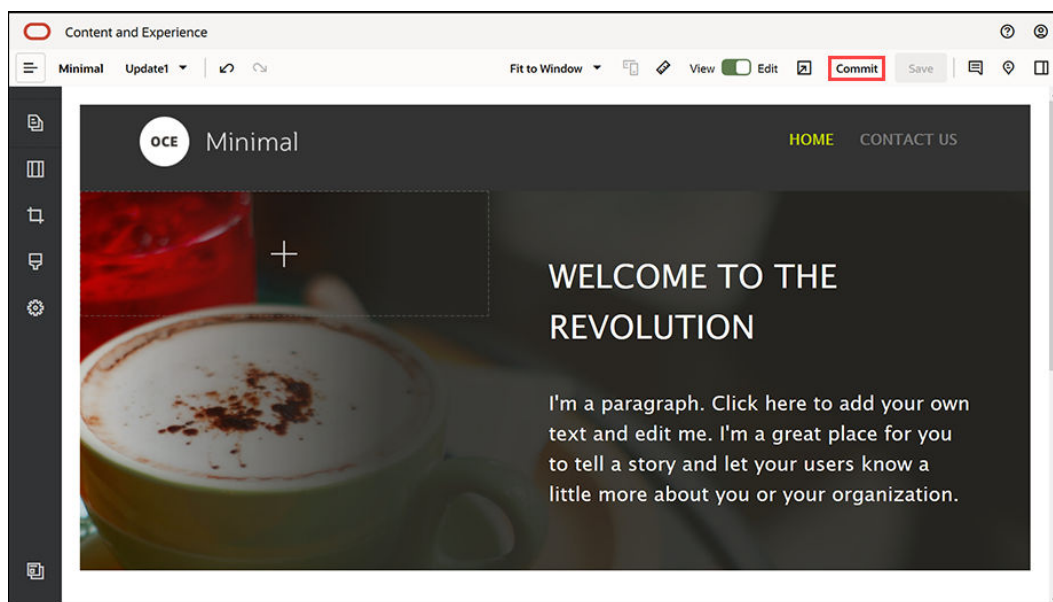 Content and Experience
Minimal Update1 Fit to Window View Edit Commit Save
OCE Minimal HOME CONTACT US
WELCOME TO THE
REVOLUTION
I'm a paragraph. Click here to add your own
text and edit me. I'm a great place for you
to tell a story and let your users know a
little more about you or your organization.